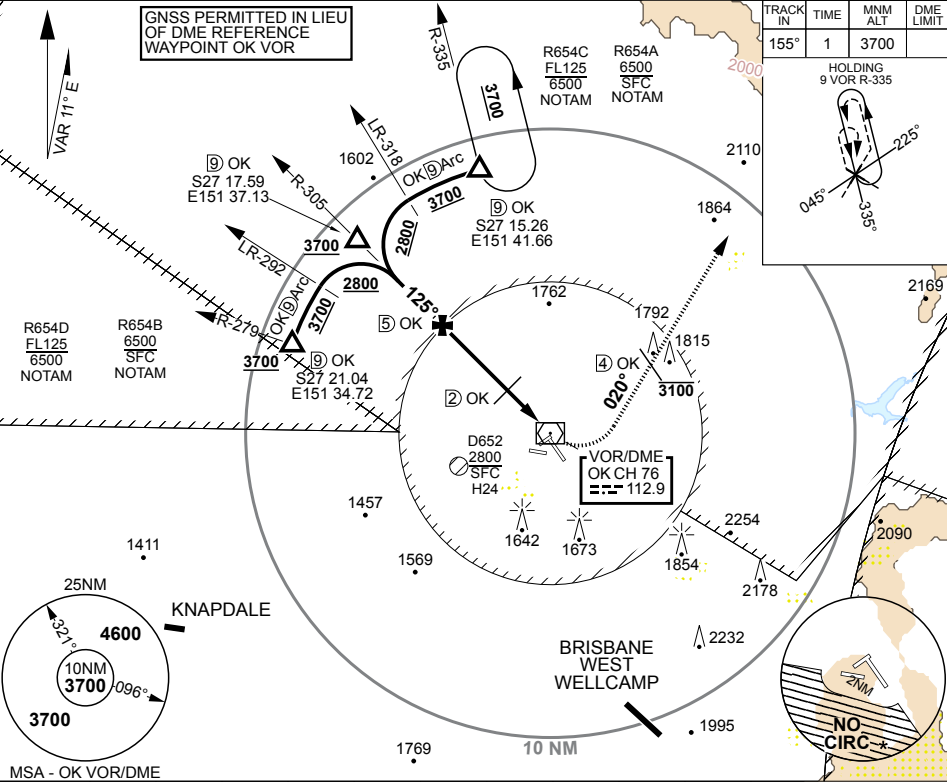 GNSS PERMITTED IN LIEU
OF DME REFERENCE
WAYPOINT OK VOR
VAR 11° E
TRACK IN
TIME
MNM ALT
DME LIMIT
155°
1
3700
HOLDING
9 VOR R-335
225°
045°
335°
R-335
3700
R654C
FL125
6500
NOTAM
R654A
6500
SFC
NOTAM
2000
2110
1864
2169
LR-318
1602
OK 9 Arc
3700
9 OK
S27 17.59
E151 37.13
R-305
9 OK
S27 15.26
E151 41.66
3700
2800
LR-292
2800
OK 9 Arc
3700
R-279
3700
9 OK
S27 21.04
E151 34.72
125°
5 OK
1762
1792
1815
4 OK
3100
020°
2 OK
R654D
FL125
6500
NOTAM
R654B
6500
SFC
NOTAM
D652
2800
SFC
H24
VOR/DME
OK CH 76
112.9
1457
1642
1673
1854
2254
2178
2090
1411
1569
2232
1995
1769
KNAPDALE
BRISBANE
WEST
WELLCAMP
10 NM
25NM
321°
4600
10NM
3700
096°
3700
MSA - OK VOR/DME
2NM
NO
CIRC *